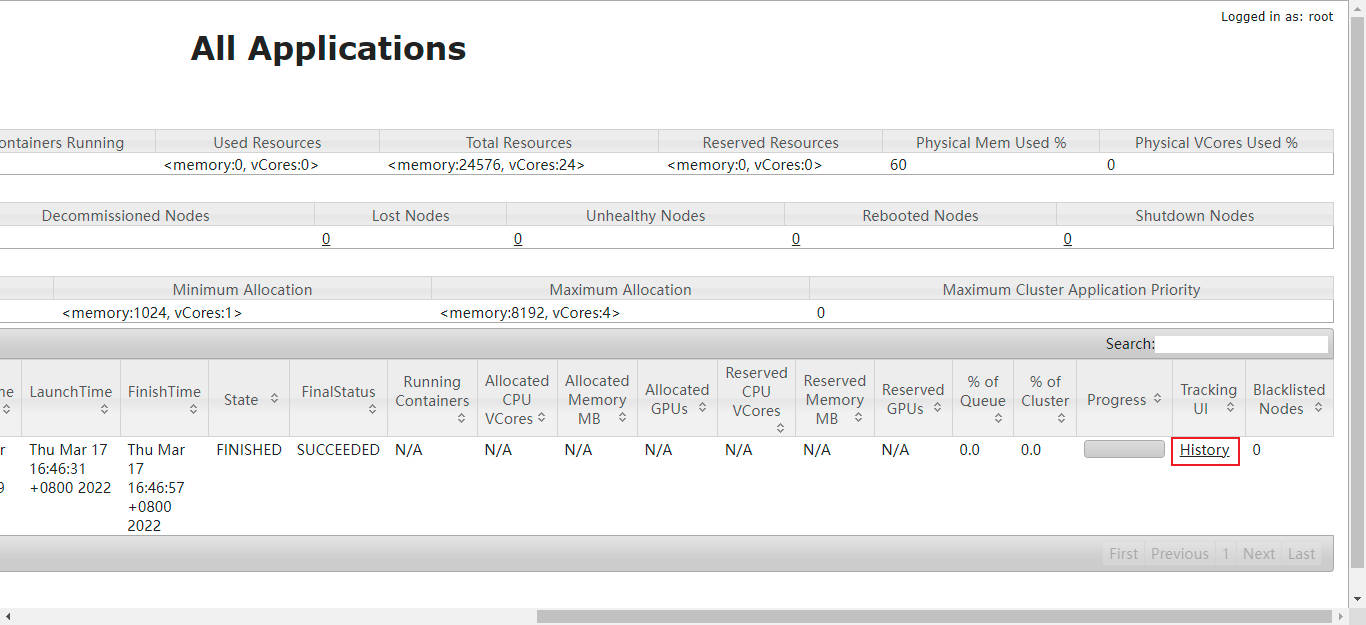 Logged in as: root
All Applications
ontainers Running Used Resources Total Resources Reserved Resources Physical Mem Used % Physical VCores Used %
<memory:0, vCores:0> <memory:24576, vCores:24> <memory:0, vCores:0> 60 0
Decommissioned Nodes Lost Nodes Unhealthy Nodes Rebooted Nodes Shutdown Nodes
0 0 0 0
Minimum Allocation Maximum Allocation Maximum Cluster Application Priority
<memory:1024, vCores:1> <memory:8192, vCores:4> 0
Search:
me LaunchTime FinishTime State FinalStatus Running Containers Allocated CPU VCores Allocated Memory MB Allocated GPUs Reserved CPU VCores Reserved Memory MB Reserved GPUs % of Queue % of Cluster Progress Tracking UI Blacklisted Nodes
r Thu Mar 17 Thu Mar FINISHED SUCCEEDED N/A N/A N/A N/A N/A N/A N/A 0.0 0.0 History 0
16:46:31 17
9 +0800 2022 16:46:57
+0800
2022
First Previous 1 Next Last